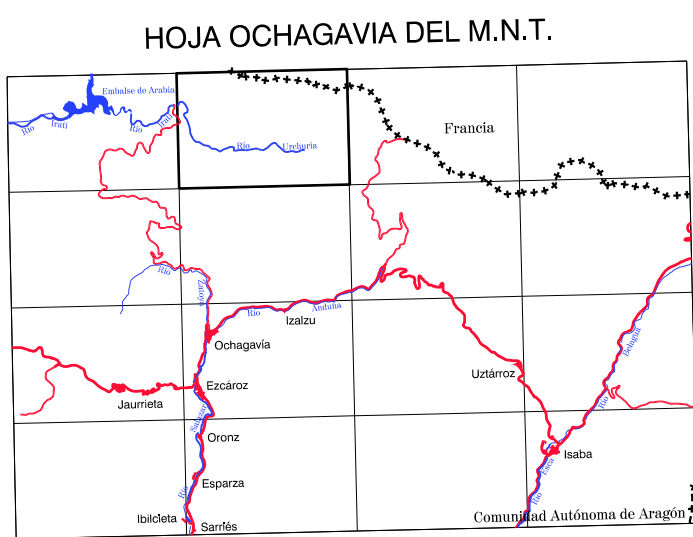 HOJA OCHAGAVIA DEL M.N.T.
Embalse de Arabia
Río Irati
Río Irati
Francia
Río Urchuria
Río
Zatoya
Río Anduña
Izalzu
Ochagavía
Belagua
Uztárroz
Ezcároz
Jaurrieta
Río
Salazar
Oronz
Isaba
Esca
Esparza
Río
Río
Ibilcieta
Sarriés
Comunidad Autónoma de Aragón